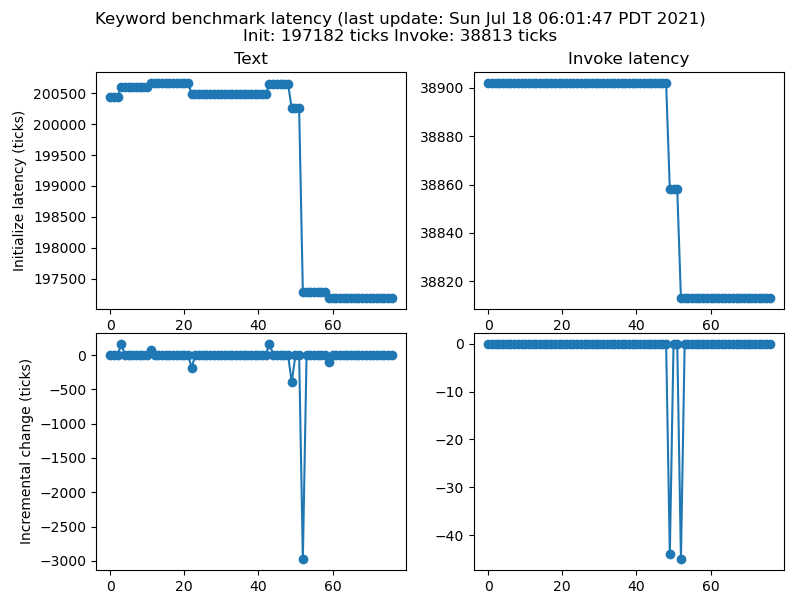 Keyword benchmark latency (last update: Sun Jul 18 06:01:47 PDT 2021)
Init: 197182 ticks Invoke: 38813 ticks
Text
Invoke latency
Initialize latency (ticks)
200500
200000
199500
199000
198500
198000
197500
0 20 40 60
38900
38880
38860
38840
38820
0 20 40 60
Incremental change (ticks)
0
−500
−1000
−1500
−2000
−2500
−3000
0 20 40 60
0
−10
−20
−30
−40
0 20 40 60